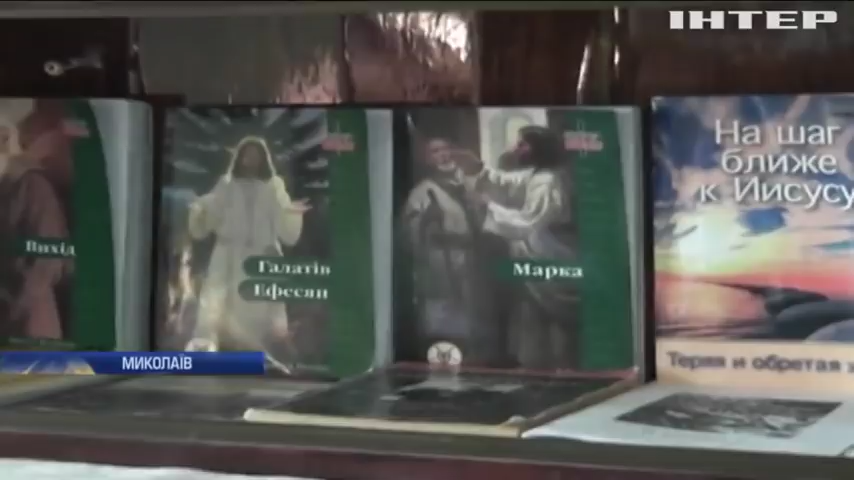 ІНТЕР
Вихід
Галатів
Ефесян
Марка
На шаг
ближе
к Иисусу
Теряя и обретая
МИКОЛАЇВ